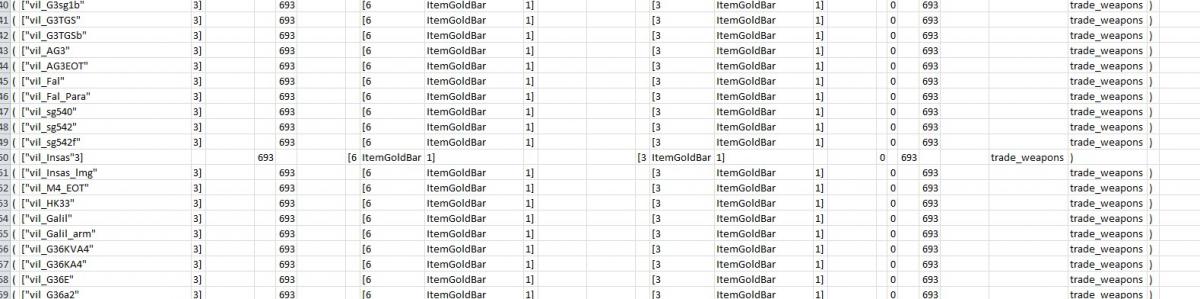 40 ( ["vil_G3sg1b" 3] 693 [6 ItemGoldBar 1] [3 ItemGoldBar 1] 0 693 trade_weapons )
41 ( ["vil_G3TGS" 3] 693 [6 ItemGoldBar 1] [3 ItemGoldBar 1] 0 693 trade_weapons )
42 ( ["vil_G3TGSb" 3] 693 [6 ItemGoldBar 1] [3 ItemGoldBar 1] 0 693 trade_weapons )
43 ( ["vil_AG3" 3] 693 [6 ItemGoldBar 1] [3 ItemGoldBar 1] 0 693 trade_weapons )
44 ( ["vil_AG3EOT" 3] 693 [6 ItemGoldBar 1] [3 ItemGoldBar 1] 0 693 trade_weapons )
45 ( ["vil_Fal" 3] 693 [6 ItemGoldBar 1] [3 ItemGoldBar 1] 0 693 trade_weapons )
46 ( ["vil_Fal_Para" 3] 693 [6 ItemGoldBar 1] [3 ItemGoldBar 1] 0 693 trade_weapons )
47 ( ["vil_sg540" 3] 693 [6 ItemGoldBar 1] [3 ItemGoldBar 1] 0 693 trade_weapons )
48 ( ["vil_sg542" 3] 693 [6 ItemGoldBar 1] [3 ItemGoldBar 1] 0 693 trade_weapons )
49 ( ["vil_sg542f" 3] 693 [6 ItemGoldBar 1] [3 ItemGoldBar 1] 0 693 trade_weapons )
50 ( ["vil_Insas"3] 693 [6 ItemGoldBar 1] [3 ItemGoldBar 1] 0 693 trade_weapons )
51 ( ["vil_Insas_lmg" 3] 693 [6 ItemGoldBar 1] [3 ItemGoldBar 1] 0 693 trade_weapons )
52 ( ["vil_M4_EOT" 3] 693 [6 ItemGoldBar 1] [3 ItemGoldBar 1] 0 693 trade_weapons )
53 ( ["vil_HK33" 3] 693 [6 ItemGoldBar 1] [3 ItemGoldBar 1] 0 693 trade_weapons )
54 ( ["vil_Galil" 3] 693 [6 ItemGoldBar 1] [3 ItemGoldBar 1] 0 693 trade_weapons )
55 ( ["vil_Galil_arm" 3] 693 [6 ItemGoldBar 1] [3 ItemGoldBar 1] 0 693 trade_weapons )
56 ( ["vil_G36KVA4" 3] 693 [6 ItemGoldBar 1] [3 ItemGoldBar 1] 0 693 trade_weapons )
57 ( ["vil_G36KA4" 3] 693 [6 ItemGoldBar 1] [3 ItemGoldBar 1] 0 693 trade_weapons )
58 ( ["vil_G36E" 3] 693 [6 ItemGoldBar 1] [3 ItemGoldBar 1] 0 693 trade_weapons )
59 ( ["vil_G36a2" 3] 693 [6 ItemGoldBar 1] [3 ItemGoldBar 1] 0 693 trade_weapons )